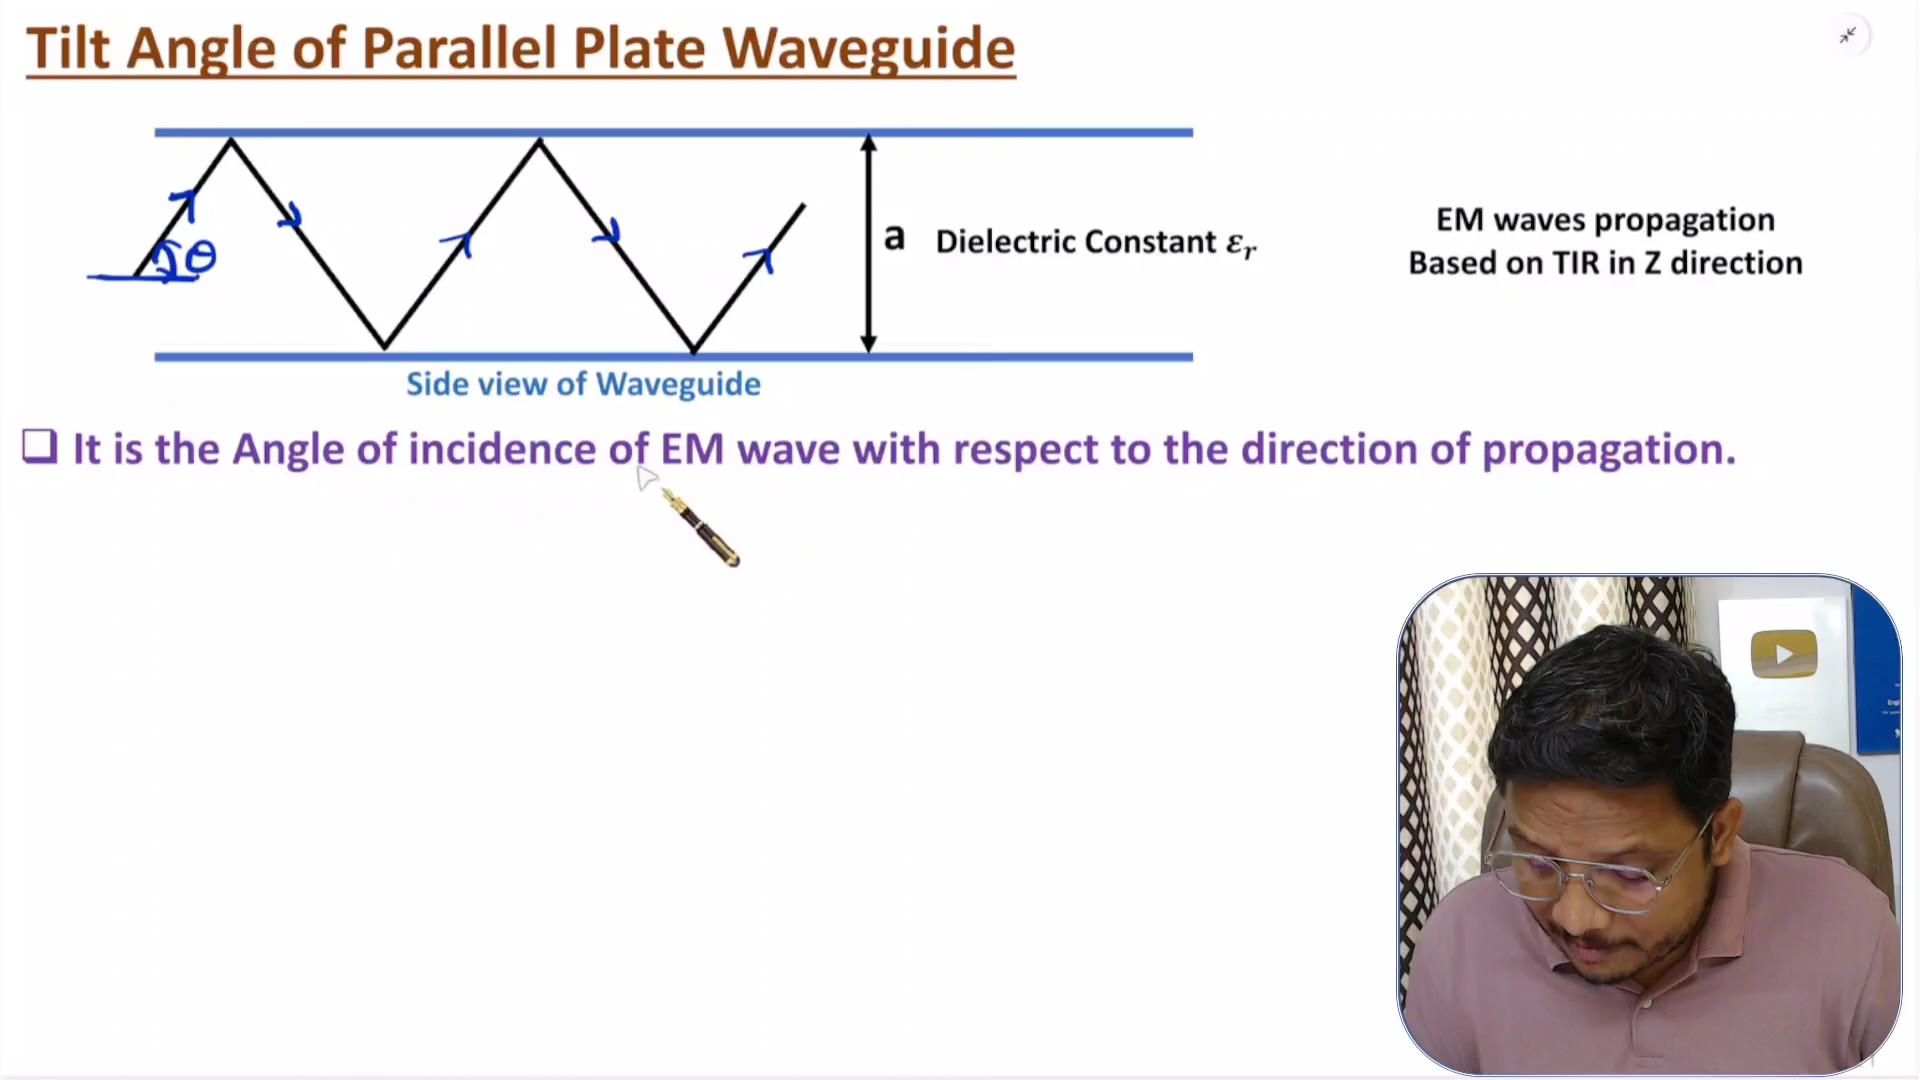 Tilt Angle of Parallel Plate Waveguide
θ
a
Dielectric Constant εr
EM waves propagation
Based on TIR in Z direction
Side view of Waveguide
It is the Angle of incidence of EM wave with respect to the direction of propagation.